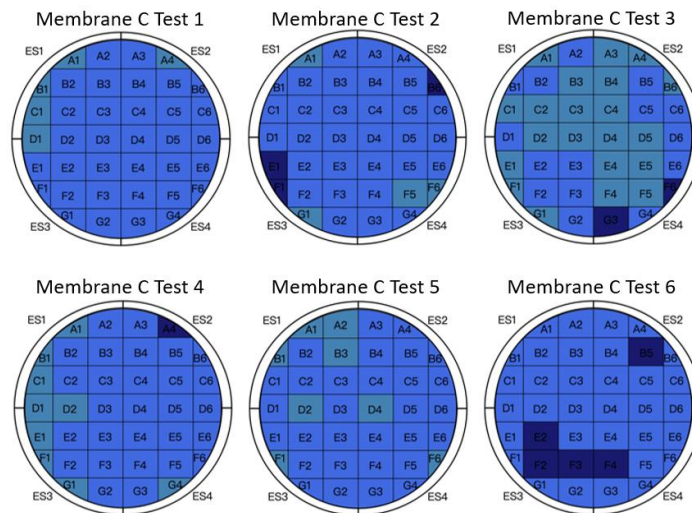 Membrane C Test 1
ES1 ES2
A1 A2 A3 A4
B1 B2 B3 B4 B5 B6
C1 C2 C3 C4 C5 C6
D1 D2 D3 D4 D5 D6
E1 E2 E3 E4 E5 E6
F1 F2 F3 F4 F5 F6
G1 G2 G3 G4
ES3 ES4
Membrane C Test 2
ES1 ES2
A1 A2 A3 A4
B1 B2 B3 B4 B5 B6
C1 C2 C3 C4 C5 C6
D1 D2 D3 D4 D5 D6
E1 E2 E3 E4 E5 E6
F1 F2 F3 F4 F5 F6
G1 G2 G3 G4
ES3 ES4
Membrane C Test 3
ES1 ES2
A1 A2 A3 A4
B1 B2 B3 B4 B5 B6
C1 C2 C3 C4 C5 C6
D1 D2 D3 D4 D5 D6
E1 E2 E3 E4 E5 E6
F1 F2 F3 F4 F5 F6
G1 G2 G3 G4
ES3 ES4
Membrane C Test 4
ES1 ES2
A1 A2 A3 A4
B1 B2 B3 B4 B5 B6
C1 C2 C3 C4 C5 C6
D1 D2 D3 D4 D5 D6
E1 E2 E3 E4 E5 E6
F1 F2 F3 F4 F5 F6
G1 G2 G3 G4
ES3 ES4
Membrane C Test 5
ES1 ES2
A1 A2 A3 A4
B1 B2 B3 B4 B5 B6
C1 C2 C3 C4 C5 C6
D1 D2 D3 D4 D5 D6
E1 E2 E3 E4 E5 E6
F1 F2 F3 F4 F5 F6
G1 G2 G3 G4
ES3 ES4
Membrane C Test 6
ES1 ES2
A1 A2 A3 A4
B1 B2 B3 B4 B5 B6
C1 C2 C3 C4 C5 C6
D1 D2 D3 D4 D5 D6
E1 E2 E3 E4 E5 E6
F1 F2 F3 F4 F5 F6
G1 G2 G3 G4
ES3 ES4